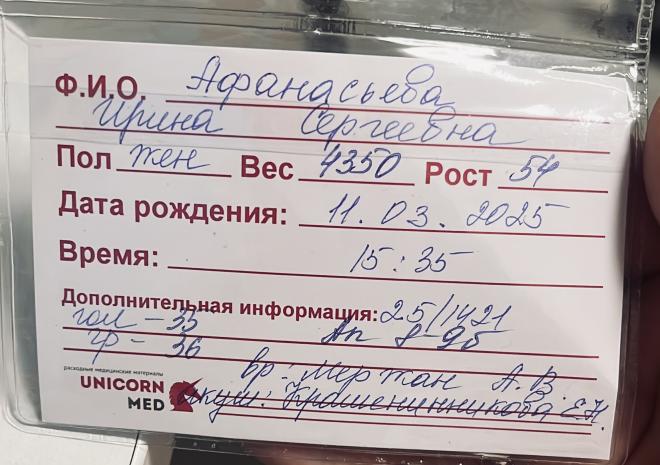 Ф.И.О. Афанасьева
Ирина Сергеевна
Пол жен Вес 4350 Рост 54
Дата рождения: 11.03.2025
Время: 15:35
Дополнительная информация: 25/1421
гол - 35 Ап 8-9б
гр - 36
вр. Мержан А.В.
акуш: Крашенинникова Е.Н.
расходные медицинские материалы
UNICORN
MED